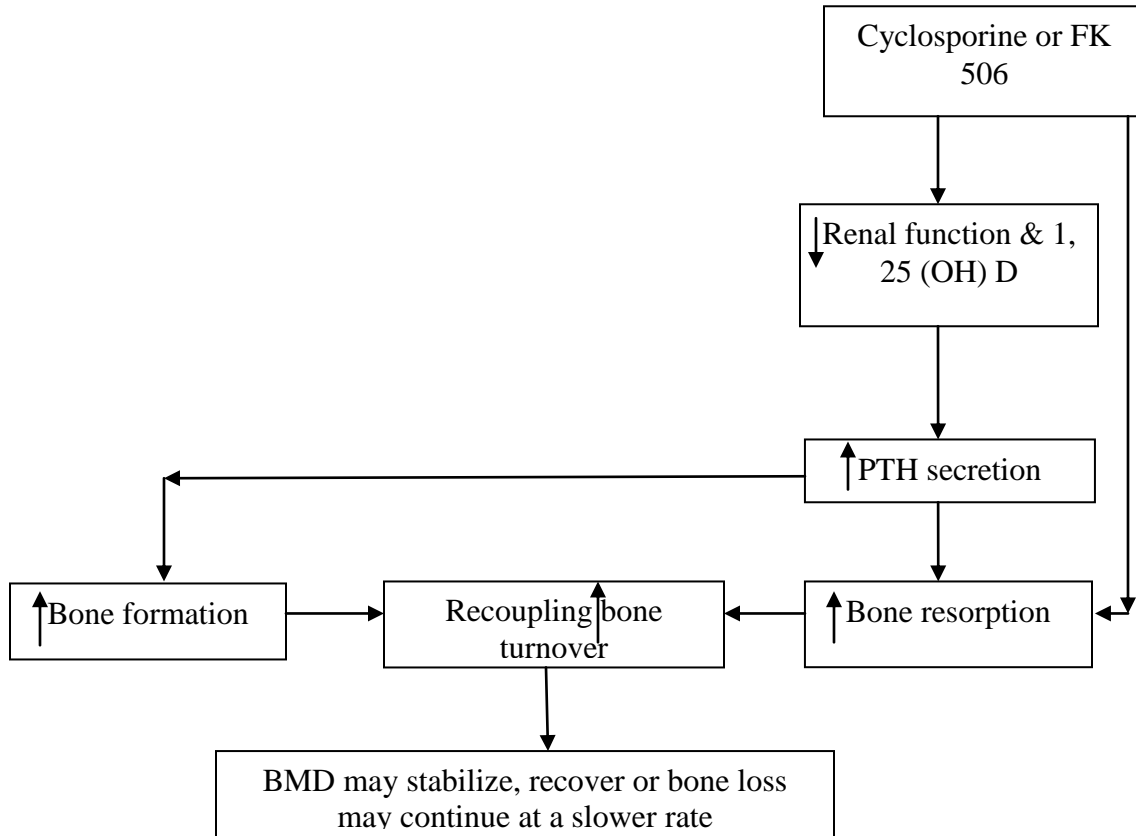 Cyclosporine or FK
506
↓Renal function & 1,
25 (OH) D
↑PTH secretion
↑Bone formation
Recoupling↑bone
turnover
↑Bone resorption
BMD may stabilize, recover or bone loss
may continue at a slower rate